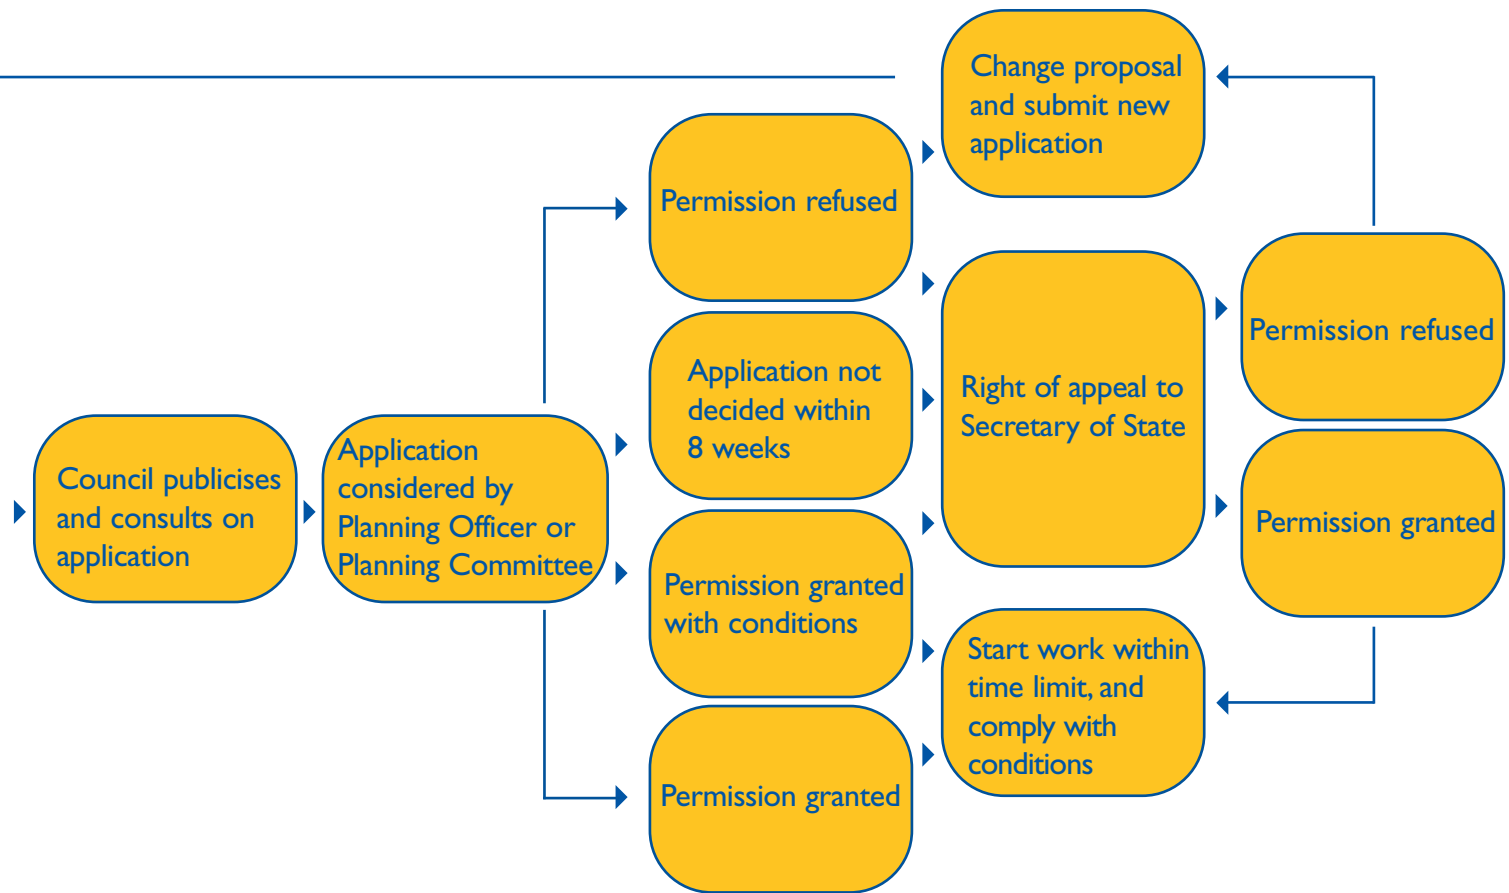 Change proposal
and submit new
application
Permission refused
Application not
decided within
8 weeks
Right of appeal to
Secretary of State
Permission refused
Council publicises
and consults on
application
Application
considered by
Planning Officer or
Planning Committee
Permission granted
Permission granted
with conditions
Start work within
time limit, and
comply with
conditions
Permission granted